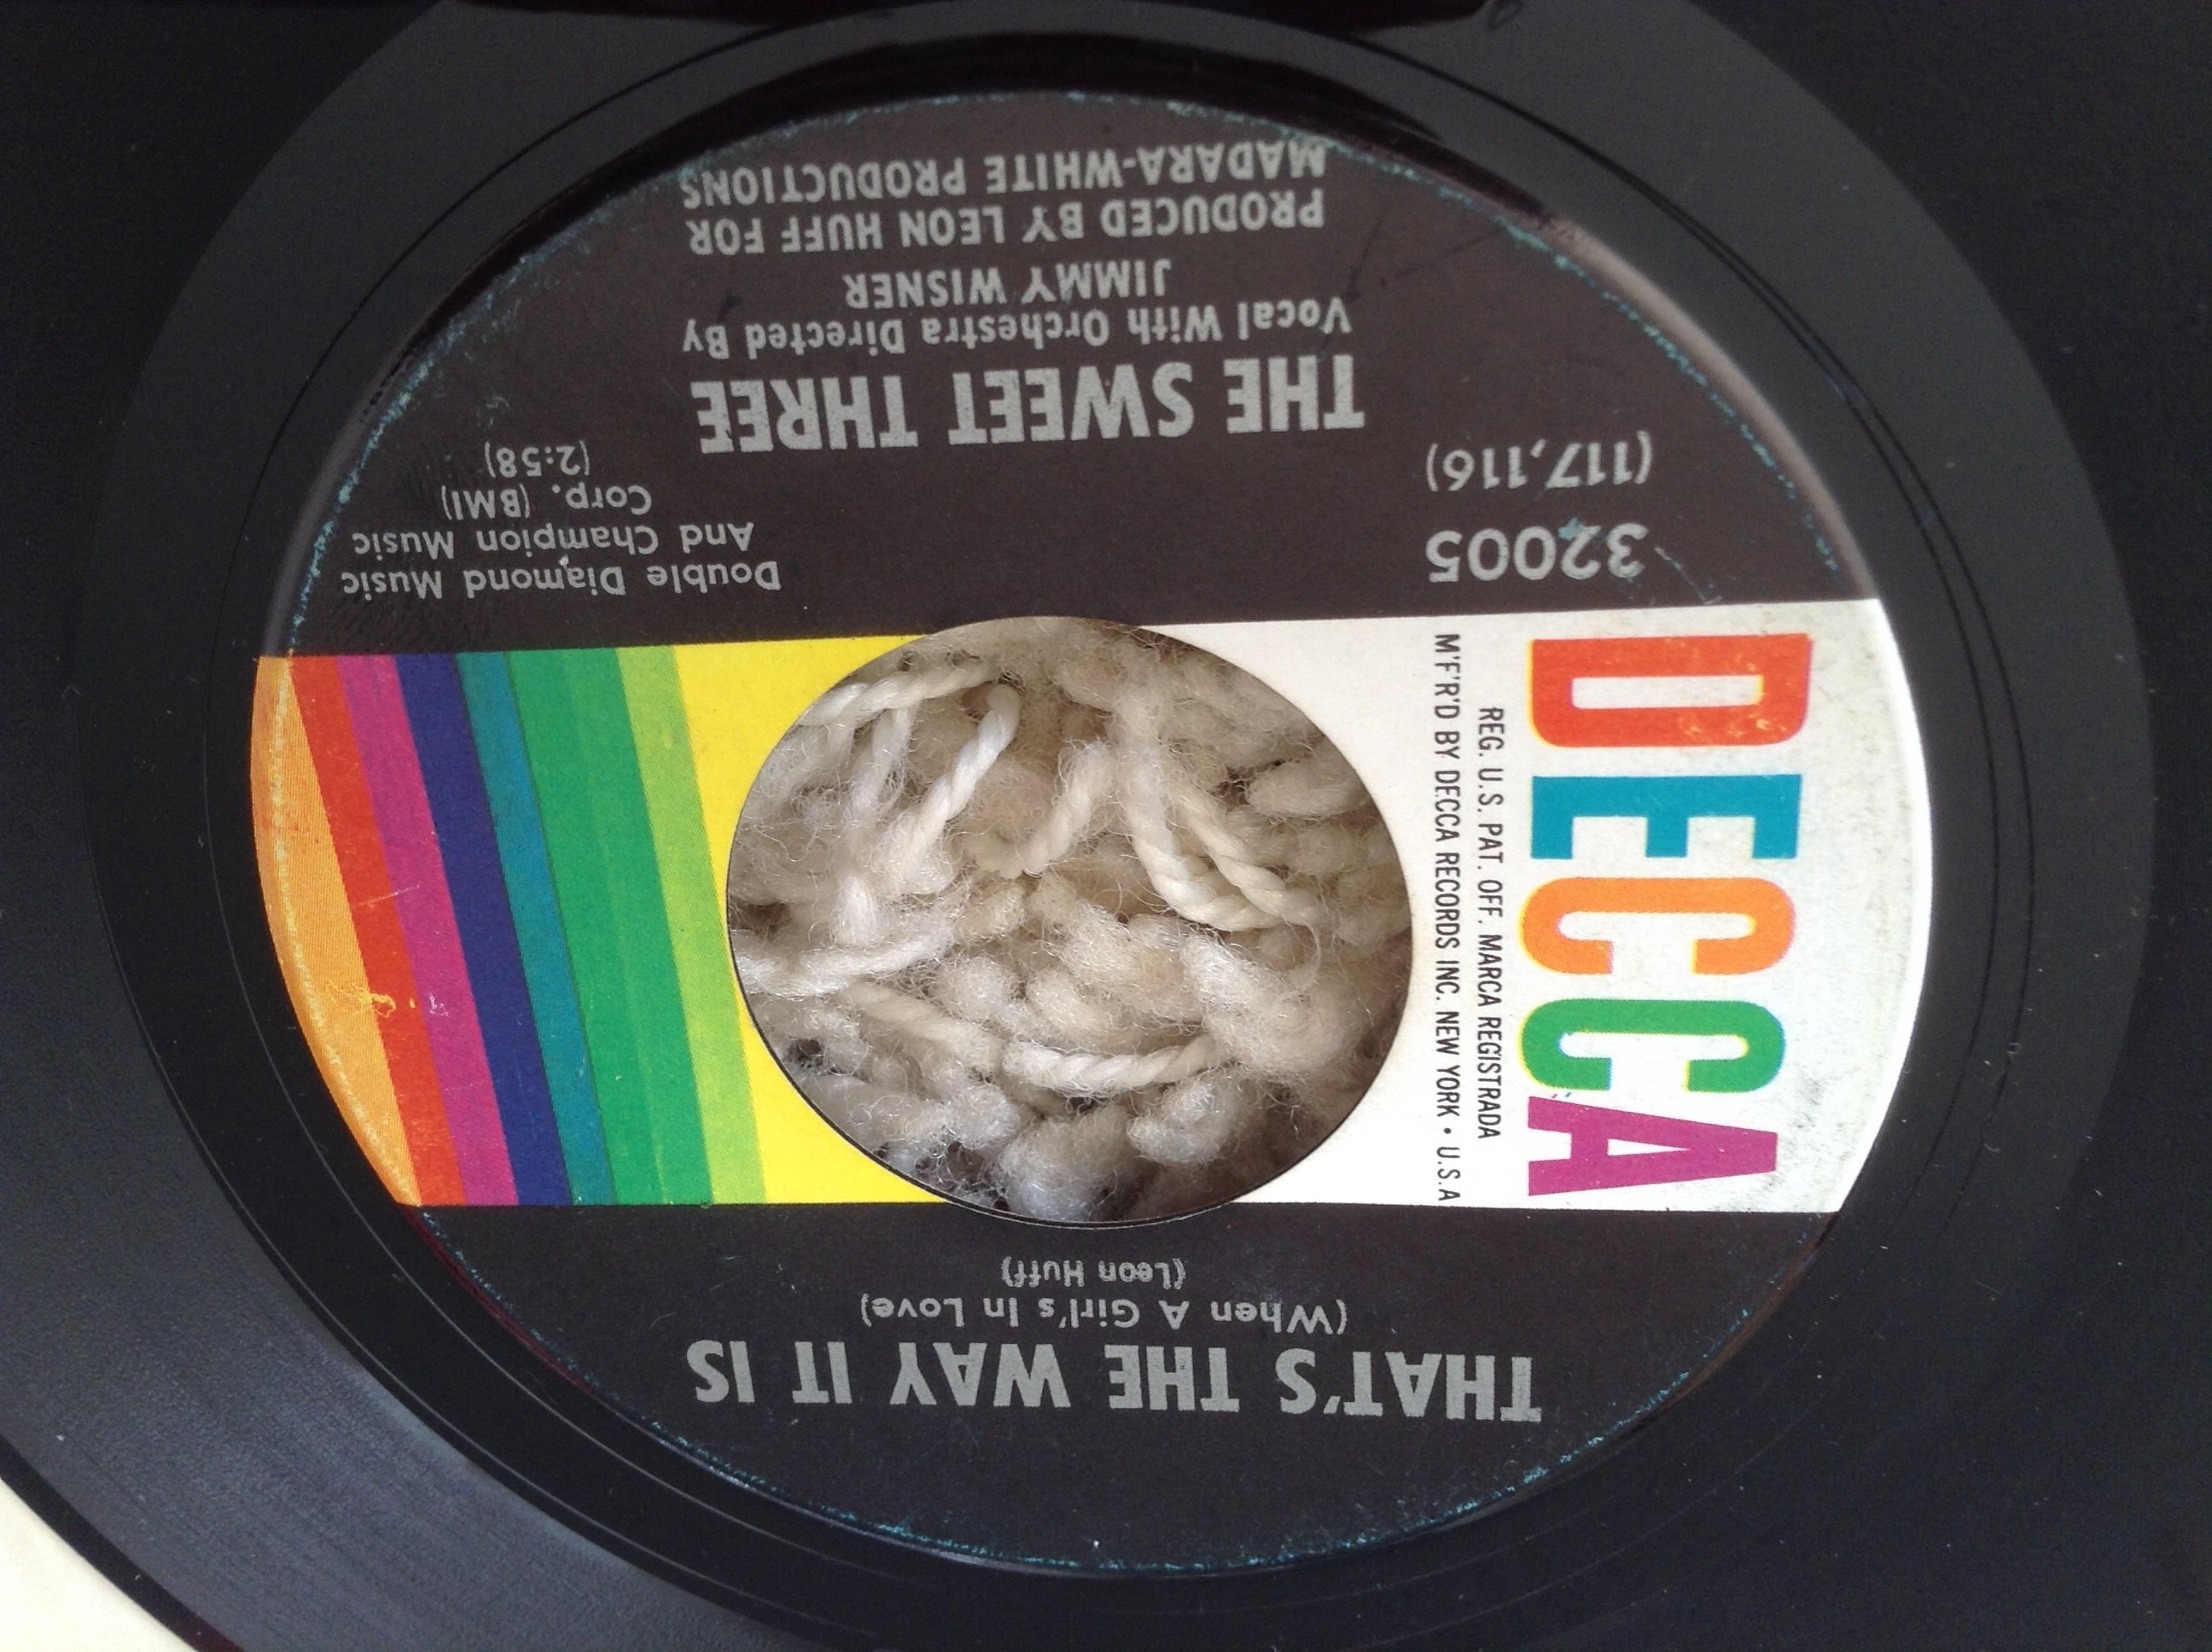 THAT'S THE WAY IT IS
(When A Girl's In Love)
(Leon Huff)
DECCA
REG. U.S. PAT. OFF. MARCA REGISTRADA
M'F'R'D BY DECCA RECORDS INC. NEW YORK • U.S.A
32005
(117,116)
Double Diamond Music
And Champion Music
Corp. (BMI)
(2:58)
THE SWEET THREE
Vocal With Orchestra Directed By
JIMMY WISNER
PRODUCED BY LEON HUFF FOR
MADARA-WHITE PRODUCTIONS